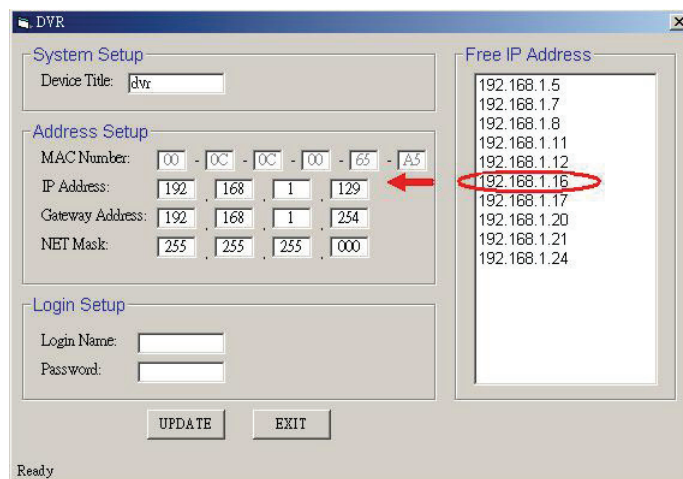 DVR
System Setup
Device Title: dvr
Address Setup
MAC Number: 00 - 0C - 0C - 00 - 65 - A5
IP Address: 192 . 168 . 1 . 129
Gateway Address: 192 . 168 . 1 . 254
NET Mask: 255 . 255 . 255 . 000
Login Setup
Login Name:
Password:
UPDATE EXIT
Ready
Free IP Address
192.168.1.5
192.168.1.7
192.168.1.8
192.168.1.11
192.168.1.12
192.168.1.16
192.168.1.17
192.168.1.20
192.168.1.21
192.168.1.24